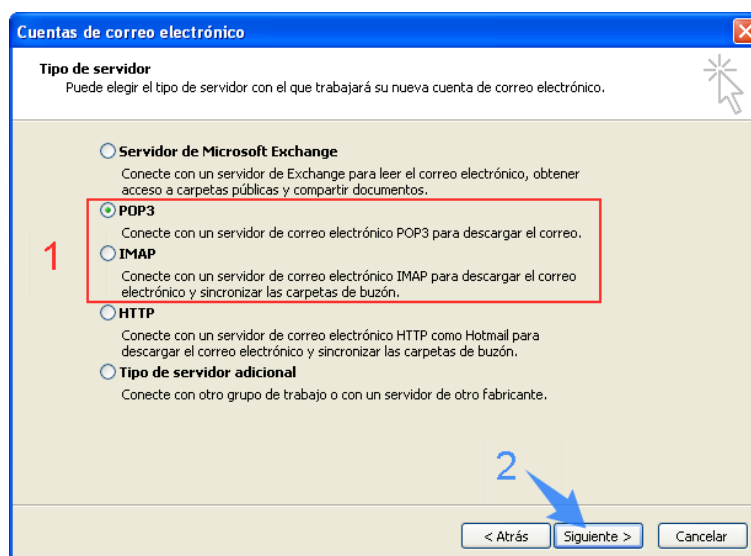 Cuentas de correo electrónico
Tipo de servidor
Puede elegir el tipo de servidor con el que trabajará su nueva cuenta de correo electrónico.
Servidor de Microsoft Exchange
Conecte con un servidor de Exchange para leer el correo electrónico, obtener
acceso a carpetas públicas y compartir documentos.
POP3
Conecte con un servidor de correo electrónico POP3 para descargar el correo.
1
IMAP
Conecte con un servidor de correo electrónico IMAP para descargar el correo
electrónico y sincronizar las carpetas de buzón.
HTTP
Conecte con un servidor de correo electrónico HTTP como Hotmail para
descargar el correo electrónico y sincronizar las carpetas de buzón.
Tipo de servidor adicional
Conecte con otro grupo de trabajo o con un servidor de otro fabricante.
2
< Atrás Siguiente > Cancelar